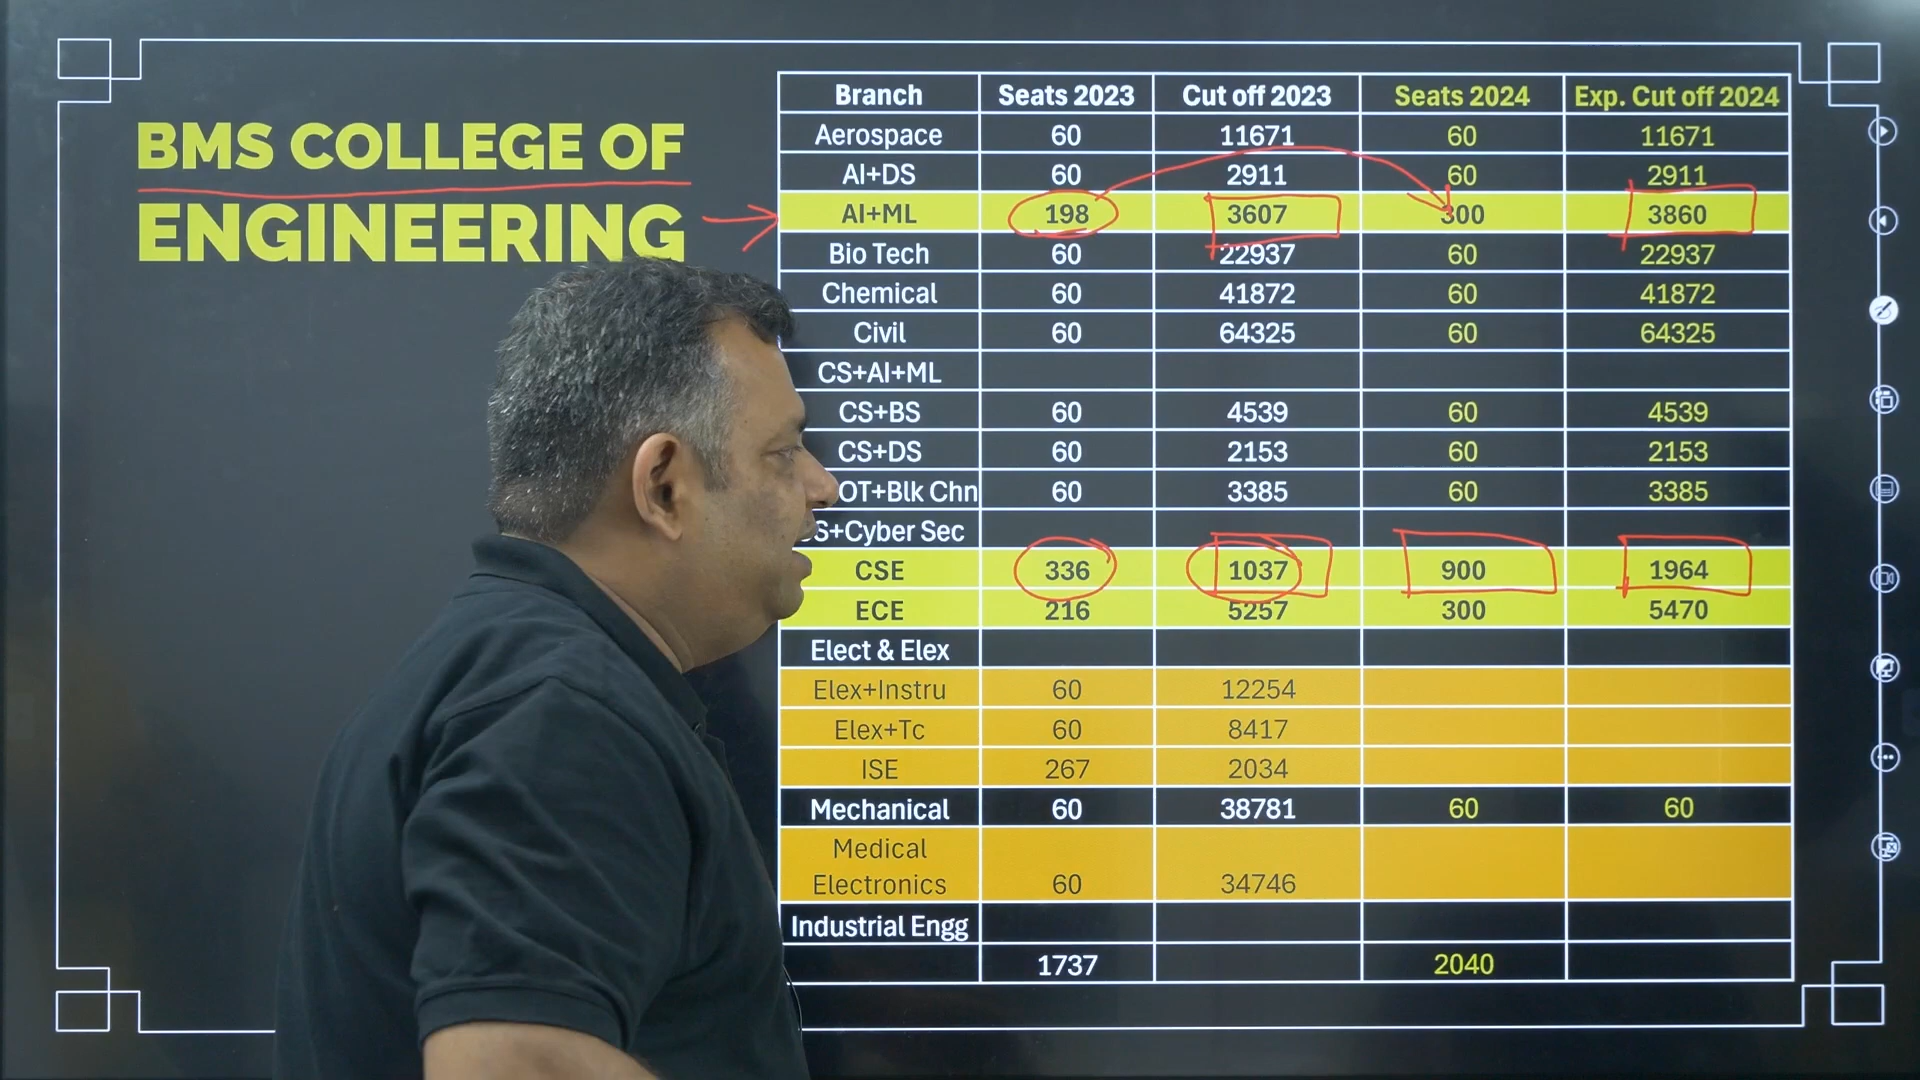 BMS COLLEGE OF
ENGINEERING
Branch Seats 2023 Cut off 2023 Seats 2024 Exp. Cut off 2024
Aerospace 60 11671 60 11671
AI+DS 60 2911 60 2911
AI+ML 198 3607 300 3860
Bio Tech 60 22937 60 22937
Chemical 60 41872 60 41872
Civil 60 64325 60 64325
CS+AI+ML
CS+BS 60 4539 60 4539
CS+DS 60 2153 60 2153
OT+Blk Chn 60 3385 60 3385
S+Cyber Sec
CSE 336 1037 900 1964
ECE 216 5257 300 5470
Elect & Elex
Elex+Instru 60 12254
Elex+Tc 60 8417
ISE 267 2034
Mechanical 60 38781 60 60
Medical
Electronics 60 34746
Industrial Engg
1737 2040